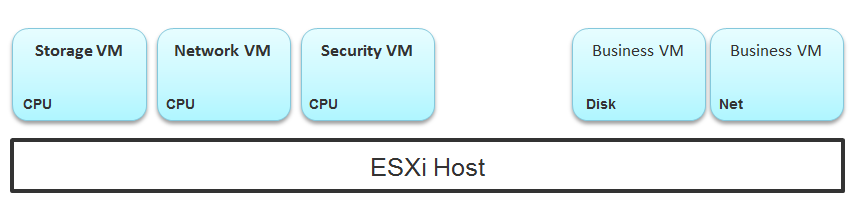 Storage VM
CPU
Network VM
CPU
Security VM
CPU
Business VM
Disk
Business VM
Net
ESXi Host